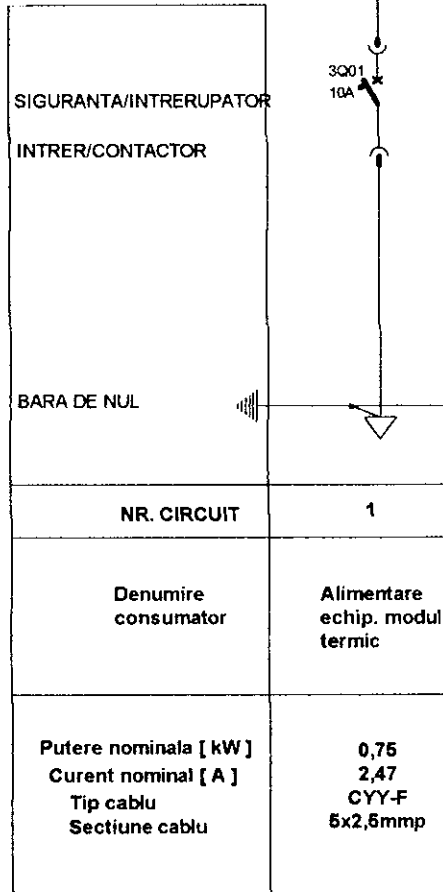 3Q01
10A
SIGURANTA/INTRERUPATOR
INTRER/CONTACTOR
BARA DE NUL
NR. CIRCUIT 1
Denumire consumator
Alimentare echip. modul termic
Putere nominala [ kW ] 0,75
Curent nominal [ A ] 2,47
Tip cablu CYY-F
Sectiune cablu 5x2,5mmp